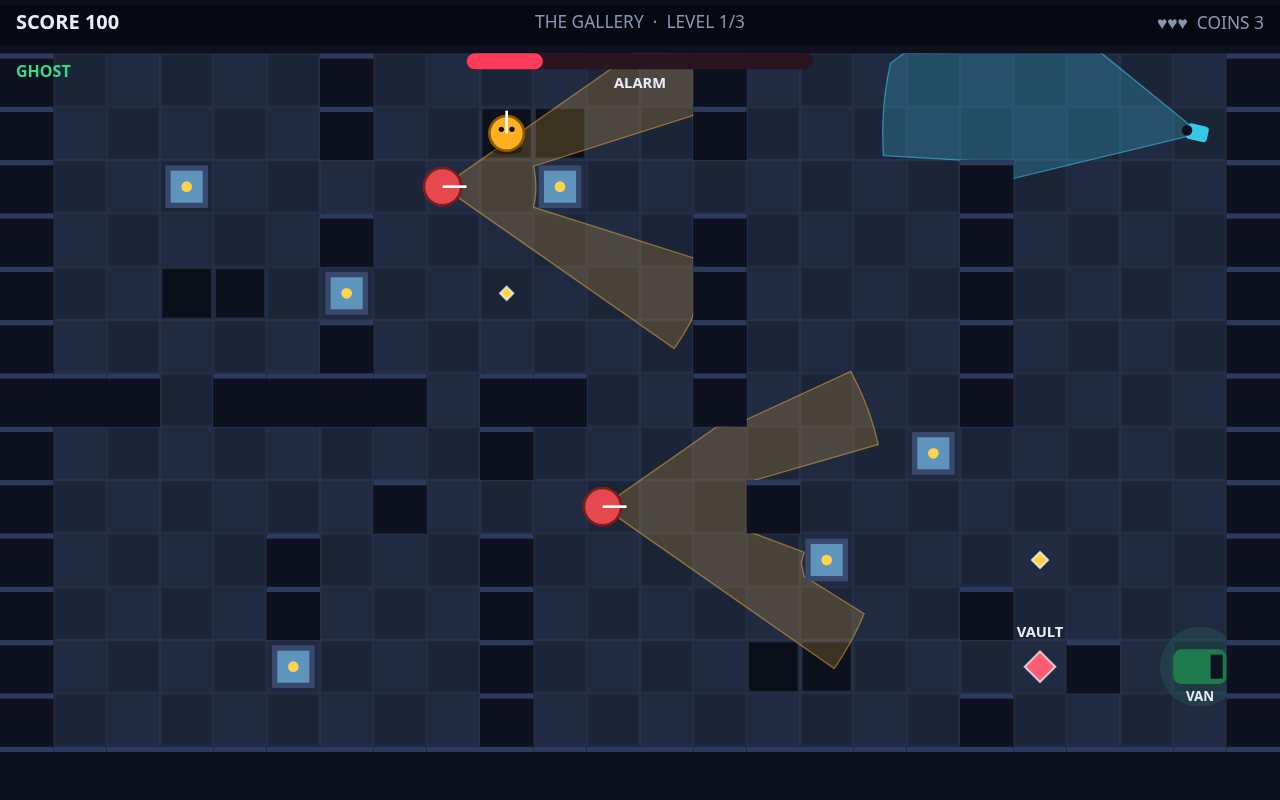 SCORE 100
THE GALLERY · LEVEL 1/3
♥♥♥ COINS 3
GHOST
ALARM
VAULT
VAN